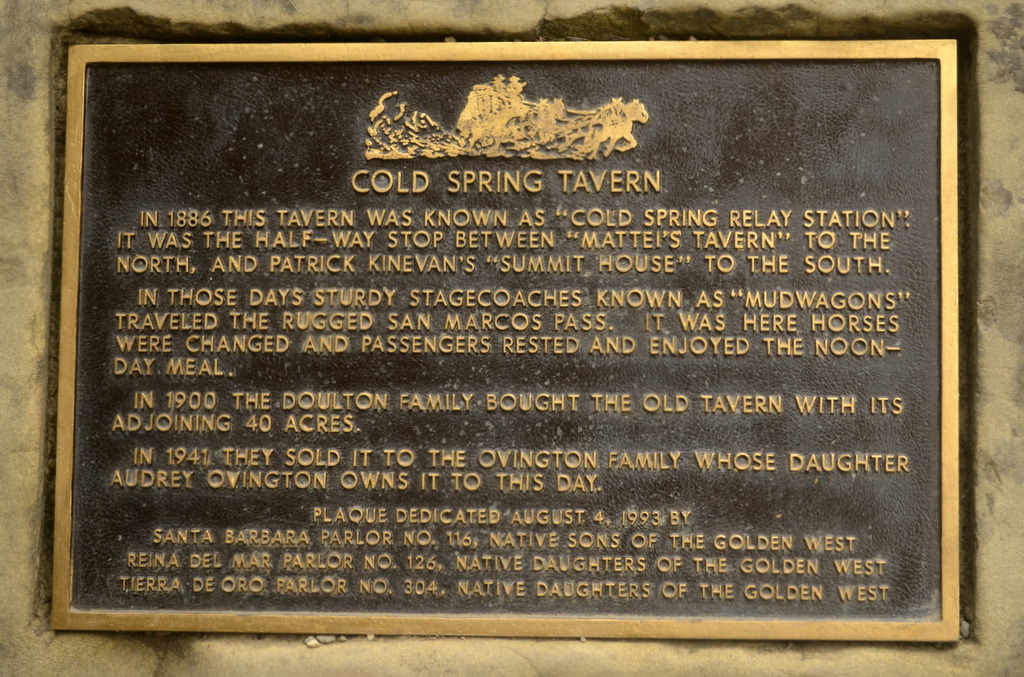 COLD SPRING TAVERN
IN 1886 THIS TAVERN WAS KNOWN AS "COLD SPRING RELAY STATION".
IT WAS THE HALF-WAY STOP BETWEEN "MATTEI'S TAVERN" TO THE
NORTH, AND PATRICK KINEVAN'S "SUMMIT HOUSE" TO THE SOUTH.
IN THOSE DAYS STURDY STAGECOACHES KNOWN AS "MUDWAGONS"
TRAVELED THE RUGGED SAN MARCOS PASS. IT WAS HERE HORSES
WERE CHANGED AND PASSENGERS RESTED AND ENJOYED THE NOON-
DAY MEAL.
IN 1900 THE DOULTON FAMILY BOUGHT THE OLD TAVERN WITH ITS
ADJOINING 40 ACRES.
IN 1941 THEY SOLD IT TO THE OVINGTON FAMILY WHOSE DAUGHTER
AUDREY OVINGTON OWNS IT TO THIS DAY.
PLAQUE DEDICATED AUGUST 4, 1993 BY
SANTA BARBARA PARLOR NO. 116, NATIVE SONS OF THE GOLDEN WEST
REINA DEL MAR PARLOR NO. 126, NATIVE DAUGHTERS OF THE GOLDEN WEST
TIERRA DE ORO PARLOR NO. 304, NATIVE DAUGHTERS OF THE GOLDEN WEST